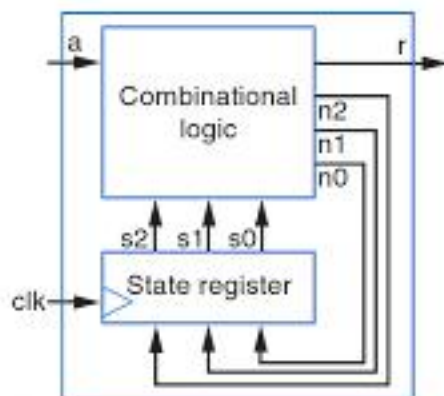 a
r
Combinational
logic
n2
n1
n0
s2 s1 s0
State register
clk